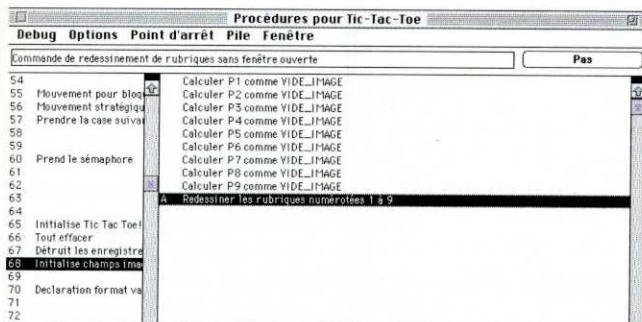 Procédures pour Tic-Tac-Toe
Debug Options Point d'arrêt Pile Fenêtre
Commande de redessinement de rubriques sans fenêtre ouverte
Pas
54
55 Mouvement pour bloq
56 Mouvement stratégiqu
57 Prendre la case suiva
58
59
60 Prend le sémaphore
61
62
63
64
65 Initialise Tic Tac Toe!
66 Tout effacer
67 Détruit les enregistre
68 Initialise champs ima
69
70 Declaration format va
71
72
Calculer P1 comme VIDE_IMAGE
Calculer P2 comme VIDE_IMAGE
Calculer P3 comme VIDE_IMAGE
Calculer P4 comme VIDE_IMAGE
Calculer P5 comme VIDE_IMAGE
Calculer P6 comme VIDE_IMAGE
Calculer P7 comme VIDE_IMAGE
Calculer P8 comme VIDE_IMAGE
Calculer P9 comme VIDE_IMAGE
A Redessiner les rubriques numérotées 1 à 9